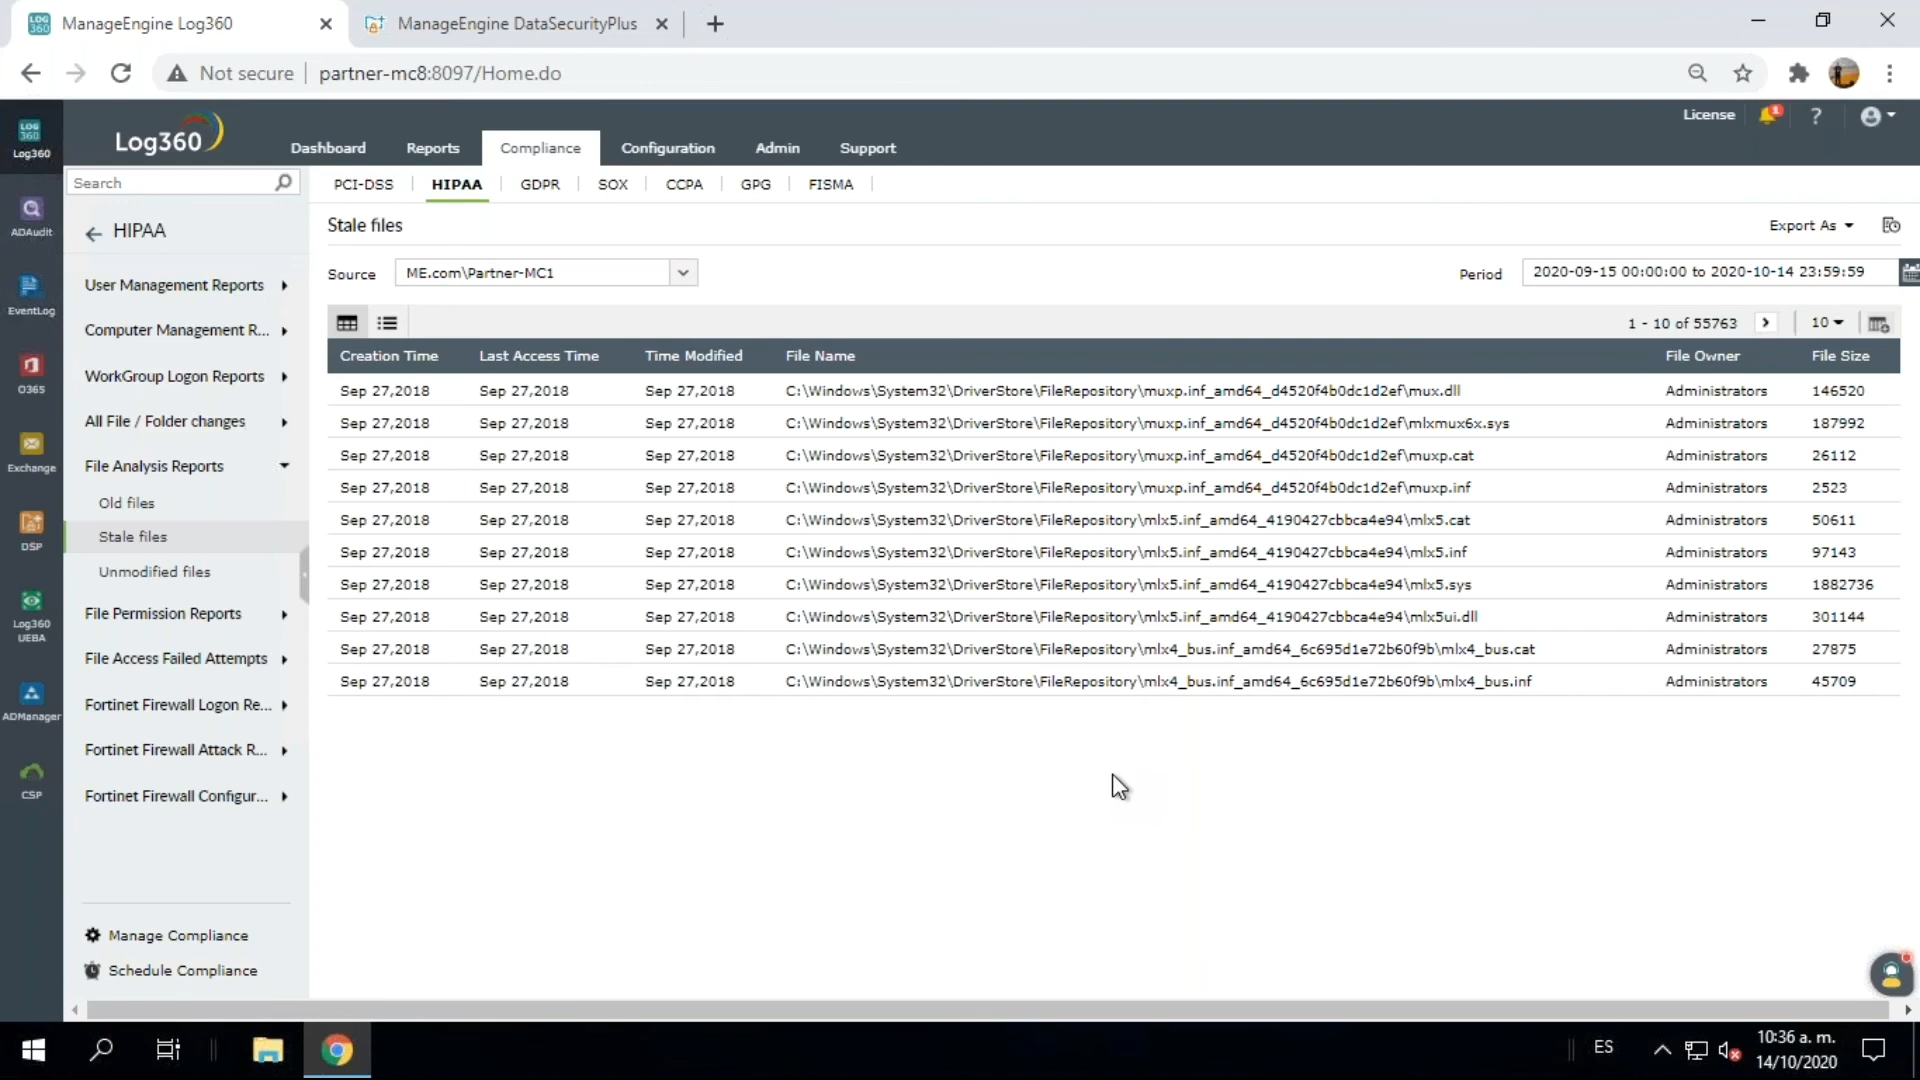 ManageEngine Log360
ManageEngine DataSecurityPlus
Not secure
partner-mc8:8097/Home.do
LOG 360
Log360
Log360
Dashboard
Reports
Compliance
Configuration
Admin
Support
License
1
?
Search
PCI-DSS
HIPAA
GDPR
SOX
CCPA
GPG
FISMA
ADAudit
EventLog
O365
Exchange
DSP
Log360 UEBA
ADManager
CSP
HIPAA
User Management Reports
Computer Management R...
WorkGroup Logon Reports
All File / Folder changes
File Analysis Reports
Old files
Stale files
Unmodified files
File Permission Reports
File Access Failed Attempts
Fortinet Firewall Logon Re...
Fortinet Firewall Attack R...
Fortinet Firewall Configur...
Manage Compliance
Schedule Compliance
Stale files
Export As
Source
ME.com\Partner-MC1
Period
2020-09-15 00:00:00 to 2020-10-14 23:59:59
1 - 10 of 55763
10
Creation Time Last Access Time Time Modified File Name File Owner File Size
Sep 27,2018 Sep 27,2018 Sep 27,2018 C:\Windows\System32\DriverStore\FileRepository\muxp.inf_amd64_d4520f4b0dc1d2ef\mux.dll Administrators 146520
Sep 27,2018 Sep 27,2018 Sep 27,2018 C:\Windows\System32\DriverStore\FileRepository\muxp.inf_amd64_d4520f4b0dc1d2ef\mlxmux6x.sys Administrators 187992
Sep 27,2018 Sep 27,2018 Sep 27,2018 C:\Windows\System32\DriverStore\FileRepository\muxp.inf_amd64_d4520f4b0dc1d2ef\muxp.cat Administrators 26112
Sep 27,2018 Sep 27,2018 Sep 27,2018 C:\Windows\System32\DriverStore\FileRepository\muxp.inf_amd64_d4520f4b0dc1d2ef\muxp.inf Administrators 2523
Sep 27,2018 Sep 27,2018 Sep 27,2018 C:\Windows\System32\DriverStore\FileRepository\mlx5.inf_amd64_4190427cbbca4e94\mlx5.cat Administrators 50611
Sep 27,2018 Sep 27,2018 Sep 27,2018 C:\Windows\System32\DriverStore\FileRepository\mlx5.inf_amd64_4190427cbbca4e94\mlx5.inf Administrators 97143
Sep 27,2018 Sep 27,2018 Sep 27,2018 C:\Windows\System32\DriverStore\FileRepository\mlx5.inf_amd64_4190427cbbca4e94\mlx5.sys Administrators 1882736
Sep 27,2018 Sep 27,2018 Sep 27,2018 C:\Windows\System32\DriverStore\FileRepository\mlx5.inf_amd64_4190427cbbca4e94\mlx5ui.dll Administrators 301144
Sep 27,2018 Sep 27,2018 Sep 27,2018 C:\Windows\System32\DriverStore\FileRepository\mlx4_bus.inf_amd64_6c695d1e72b60f9b\mlx4_bus.cat Administrators 27875
Sep 27,2018 Sep 27,2018 Sep 27,2018 C:\Windows\System32\DriverStore\FileRepository\mlx4_bus.inf_amd64_6c695d1e72b60f9b\mlx4_bus.inf Administrators 45709
ES
10:36 a. m.
14/10/2020